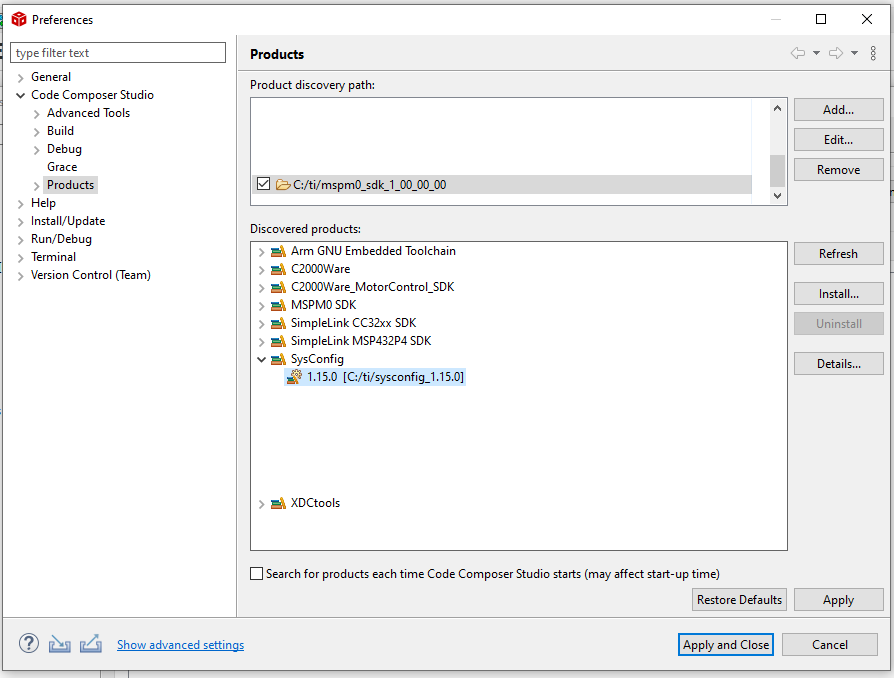 Preferences
type filter text
General
Code Composer Studio
Advanced Tools
Build
Debug
Grace
Products
Help
Install/Update
Run/Debug
Terminal
Version Control (Team)
Products
Product discovery path:
C:/ti/mspm0_sdk_1_00_00_00
Add...
Edit...
Remove
Discovered products:
Arm GNU Embedded Toolchain
C2000Ware
C2000Ware_MotorControl_SDK
MSPM0 SDK
SimpleLink CC32xx SDK
SimpleLink MSP432P4 SDK
SysConfig
1.15.0 [C:/ti/sysconfig_1.15.0]
XDCtools
Refresh
Install...
Uninstall
Details...
Search for products each time Code Composer Studio starts (may affect start-up time)
Restore Defaults
Apply
Show advanced settings
Apply and Close
Cancel